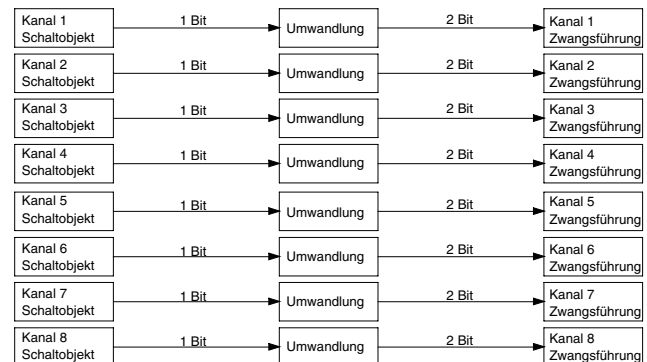 Kanal 1
Schaltobjekt
1 Bit
Umwandlung
2 Bit
Kanal 1
Zwangsführung
Kanal 2
Schaltobjekt
1 Bit
Umwandlung
2 Bit
Kanal 2
Zwangsführung
Kanal 3
Schaltobjekt
1 Bit
Umwandlung
2 Bit
Kanal 3
Zwangsführung
Kanal 4
Schaltobjekt
1 Bit
Umwandlung
2 Bit
Kanal 4
Zwangsführung
Kanal 5
Schaltobjekt
1 Bit
Umwandlung
2 Bit
Kanal 5
Zwangsführung
Kanal 6
Schaltobjekt
1 Bit
Umwandlung
2 Bit
Kanal 6
Zwangsführung
Kanal 7
Schaltobjekt
1 Bit
Umwandlung
2 Bit
Kanal 7
Zwangsführung
Kanal 8
Schaltobjekt
1 Bit
Umwandlung
2 Bit
Kanal 8
Zwangsführung